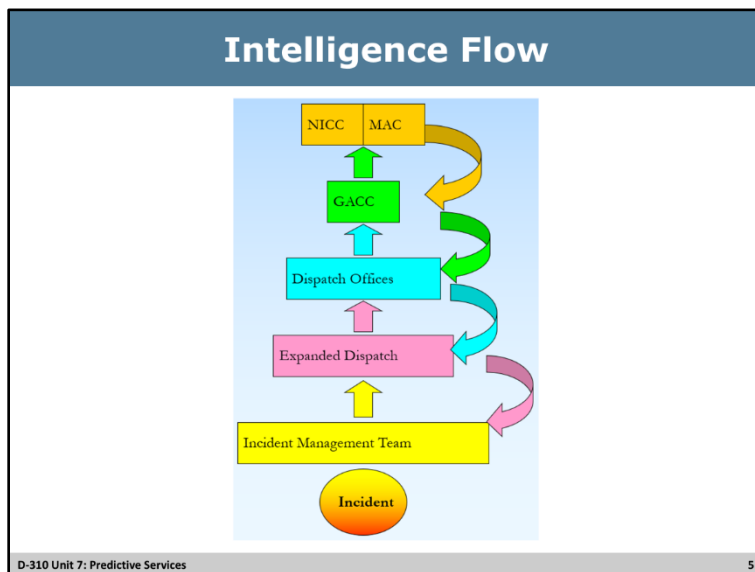 Intelligence Flow
NICC MAC
GACC
Dispatch Offices
Expanded Dispatch
Incident Management Team
Incident
D-310 Unit 7: Predictive Services 5